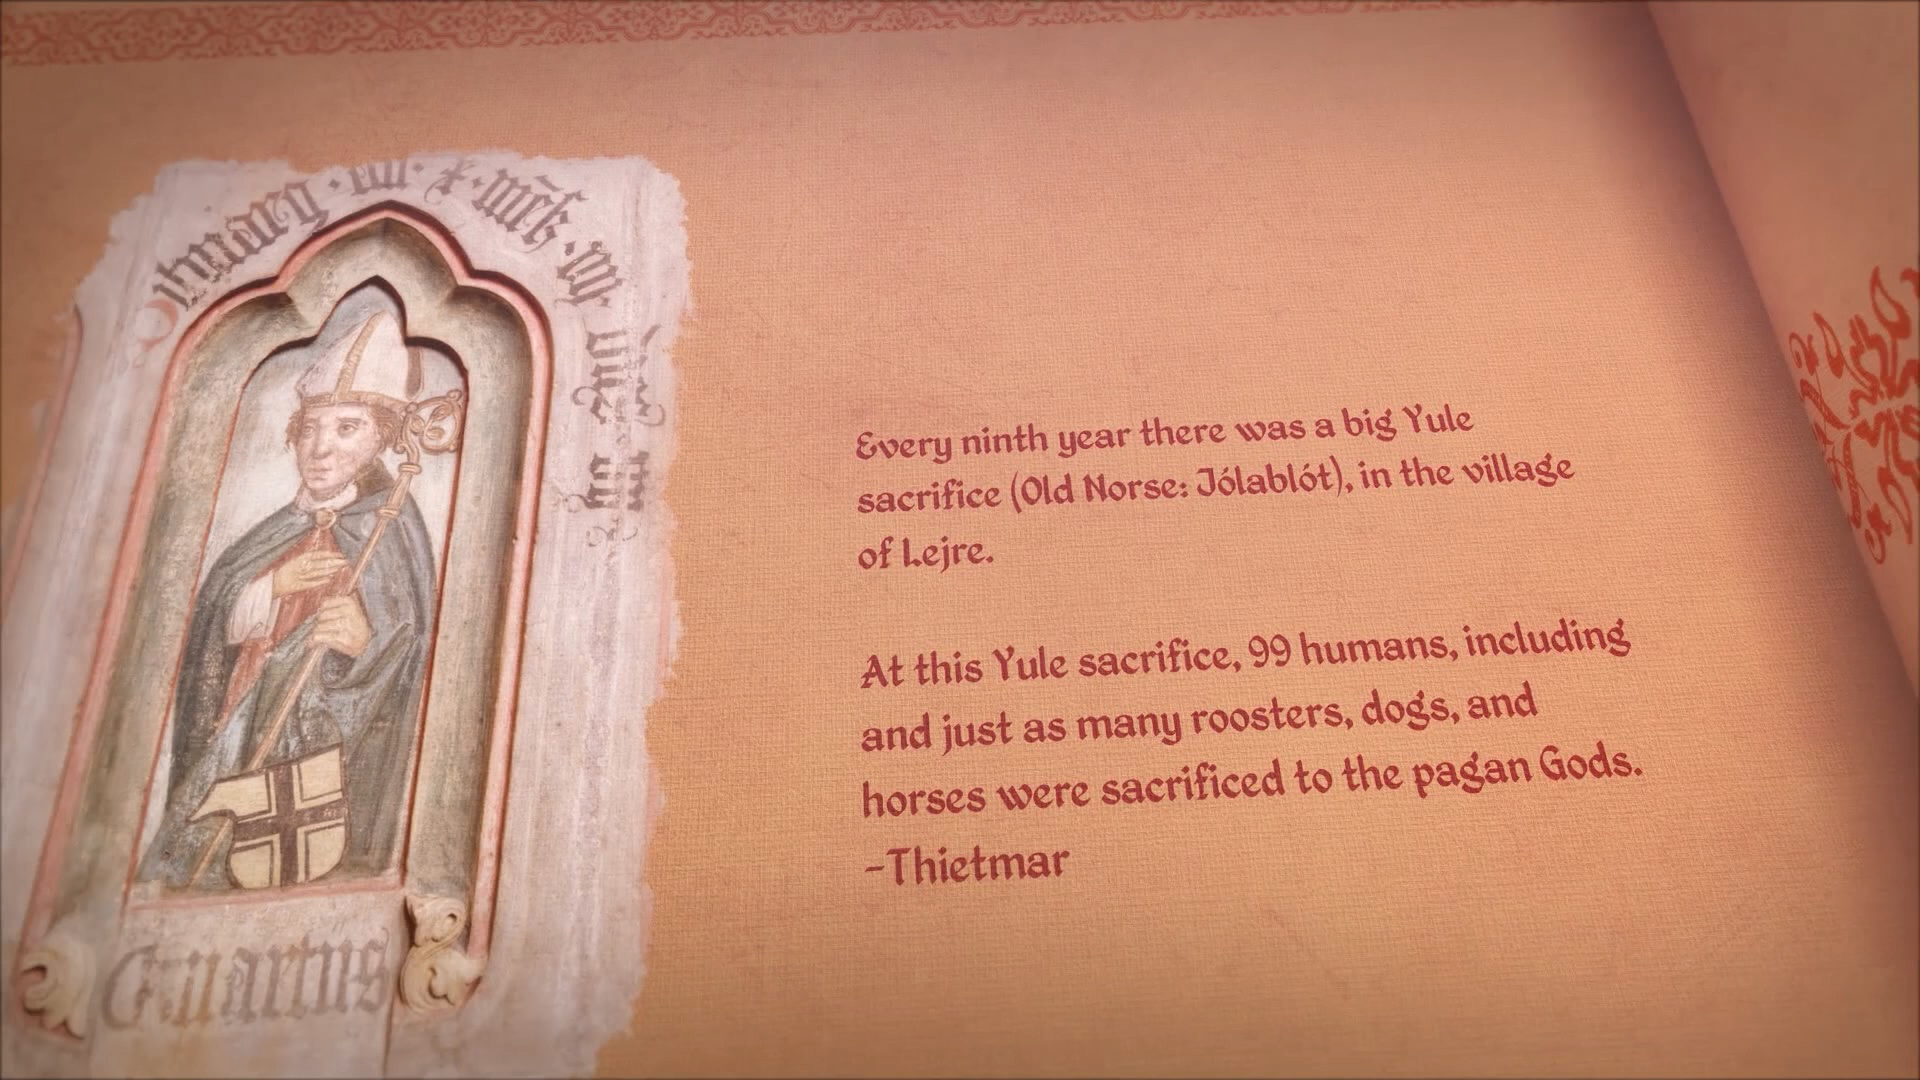 Every ninth year there was a big Yule
sacrifice (Old Norse: Jólablót), in the village
of Lejre.
At this Yule sacrifice, 99 humans, including
and just as many roosters, dogs, and
horses were sacrificed to the pagan Gods.
-Thietmar